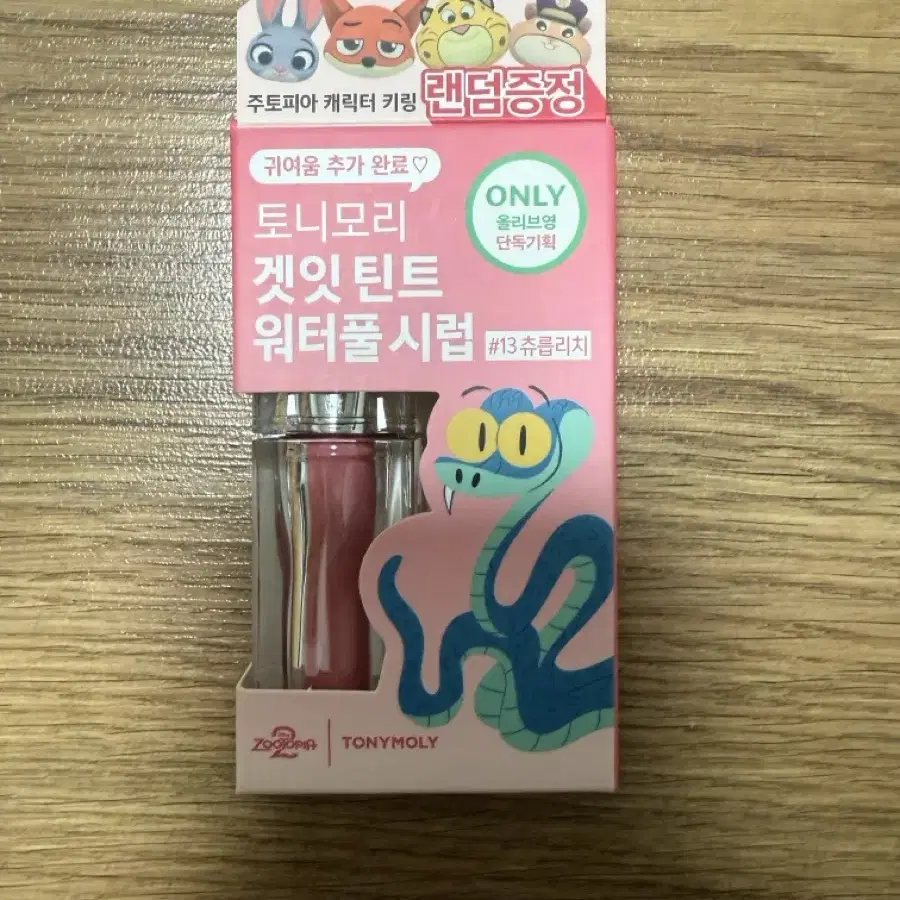 주토피아 캐릭터 키링 랜덤증정
귀여움 추가 완료♡
ONLY
올리브영
단독기획
토니모리
겟잇 틴트
워터풀 시럽 #13 츄릅리치
ZOOTOPIA 2 | TONYMOLY